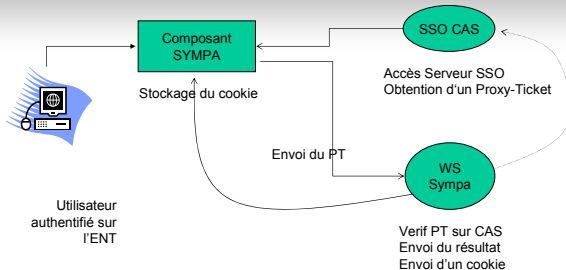 Composant
SYMPA
SSO CAS
Accès Serveur SSO
Obtention d'un Proxy-Ticket
Stockage du cookie
Envoi du PT
WS
Sympa
Utilisateur
authentifié sur
l'ENT
Verif PT sur CAS
Envoi du résultat
Envoi d'un cookie